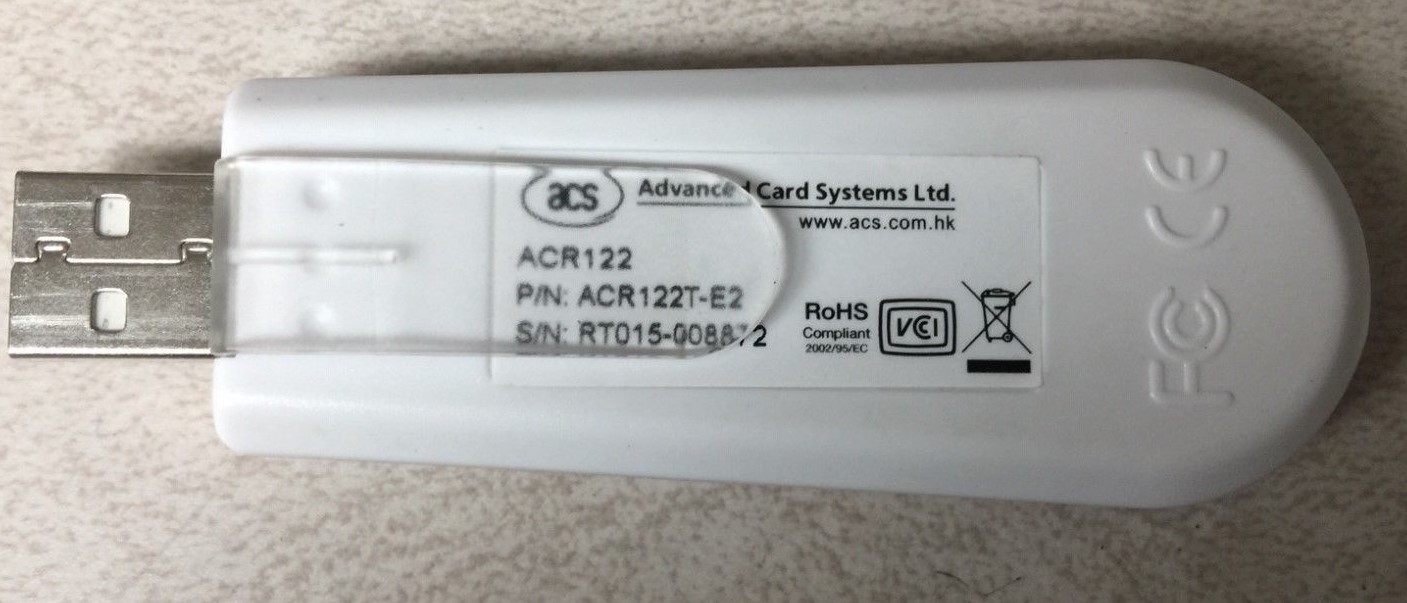 acs Advanced Card Systems Ltd.
www.acs.com.hk
ACR122
P/N: ACR122T-E2
S/N: RT015-008872
RoHS
Compliant
2002/95/EC
VCCI
FC CE